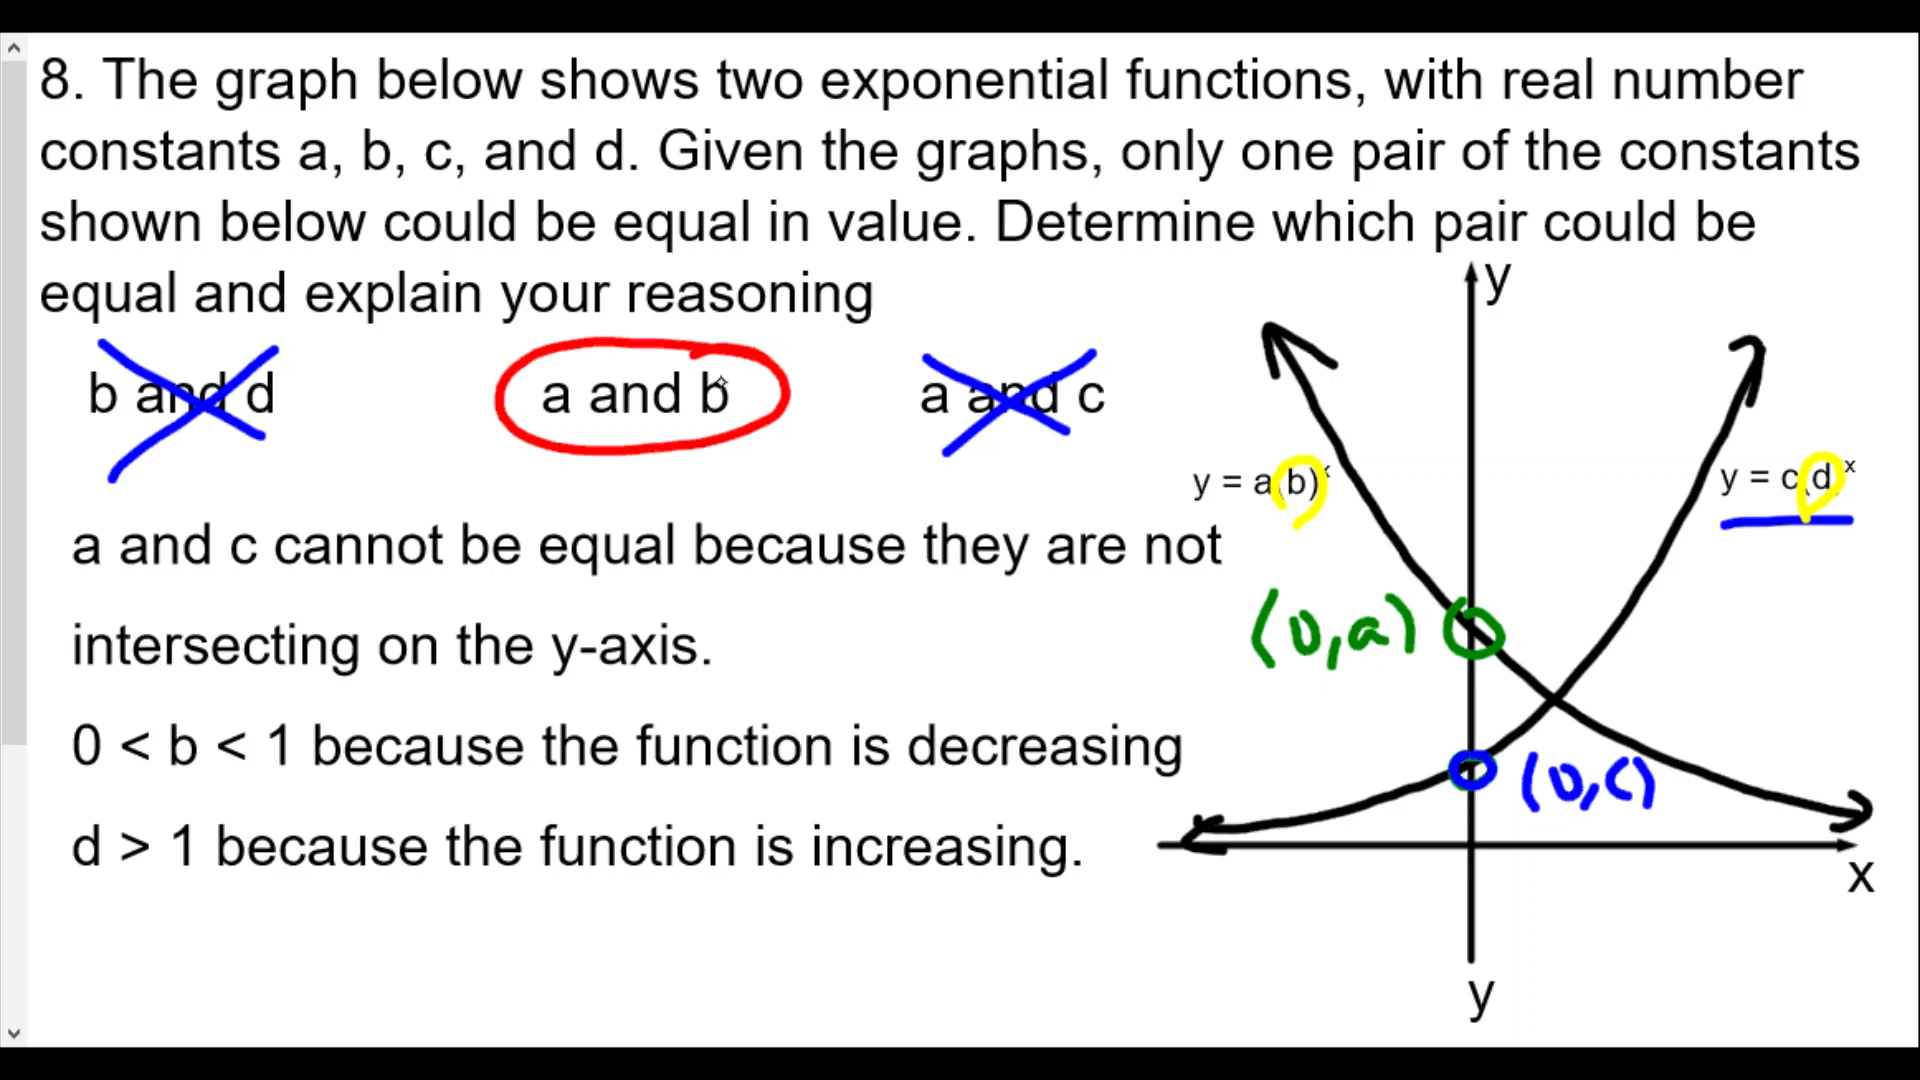 8. The graph below shows two exponential functions, with real number
constants a, b, c, and d. Given the graphs, only one pair of the constants
shown below could be equal in value. Determine which pair could be
equal and explain your reasoning
y
b and d
a and b
a and c
y = a(b)ˣ
y = c(d)ˣ
a and c cannot be equal because they are not
(0,a)
intersecting on the y-axis.
0 < b < 1 because the function is decreasing
(0,c)
d > 1 because the function is increasing.
x
y